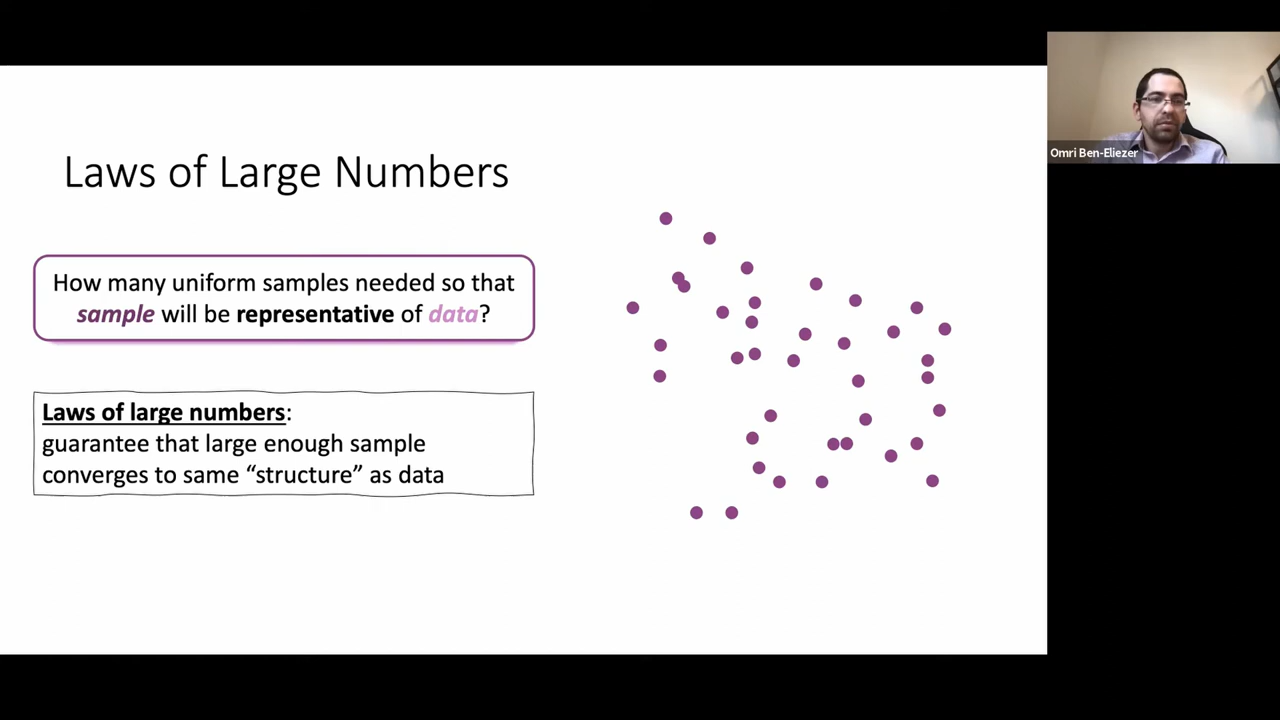 Laws of Large Numbers
How many uniform samples needed so that
sample will be representative of data?
Laws of large numbers:
guarantee that large enough sample
converges to same “structure” as data
Omri Ben-Eliezer